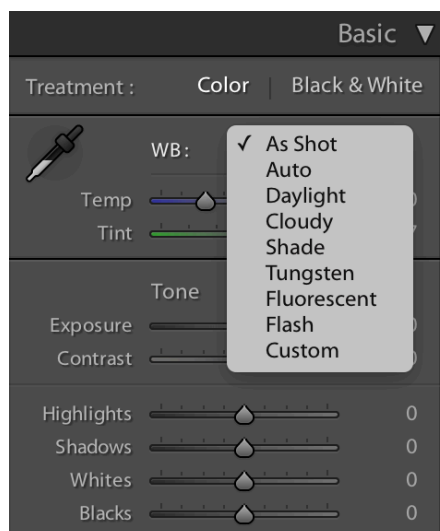 Basic
Treatment : Color Black & White
WB: ✓ As Shot
Auto
Daylight
Cloudy
Shade
Tungsten
Fluorescent
Flash
Custom
Temp
Tint
Tone
Exposure
Contrast
Highlights 0
Shadows 0
Whites 0
Blacks 0